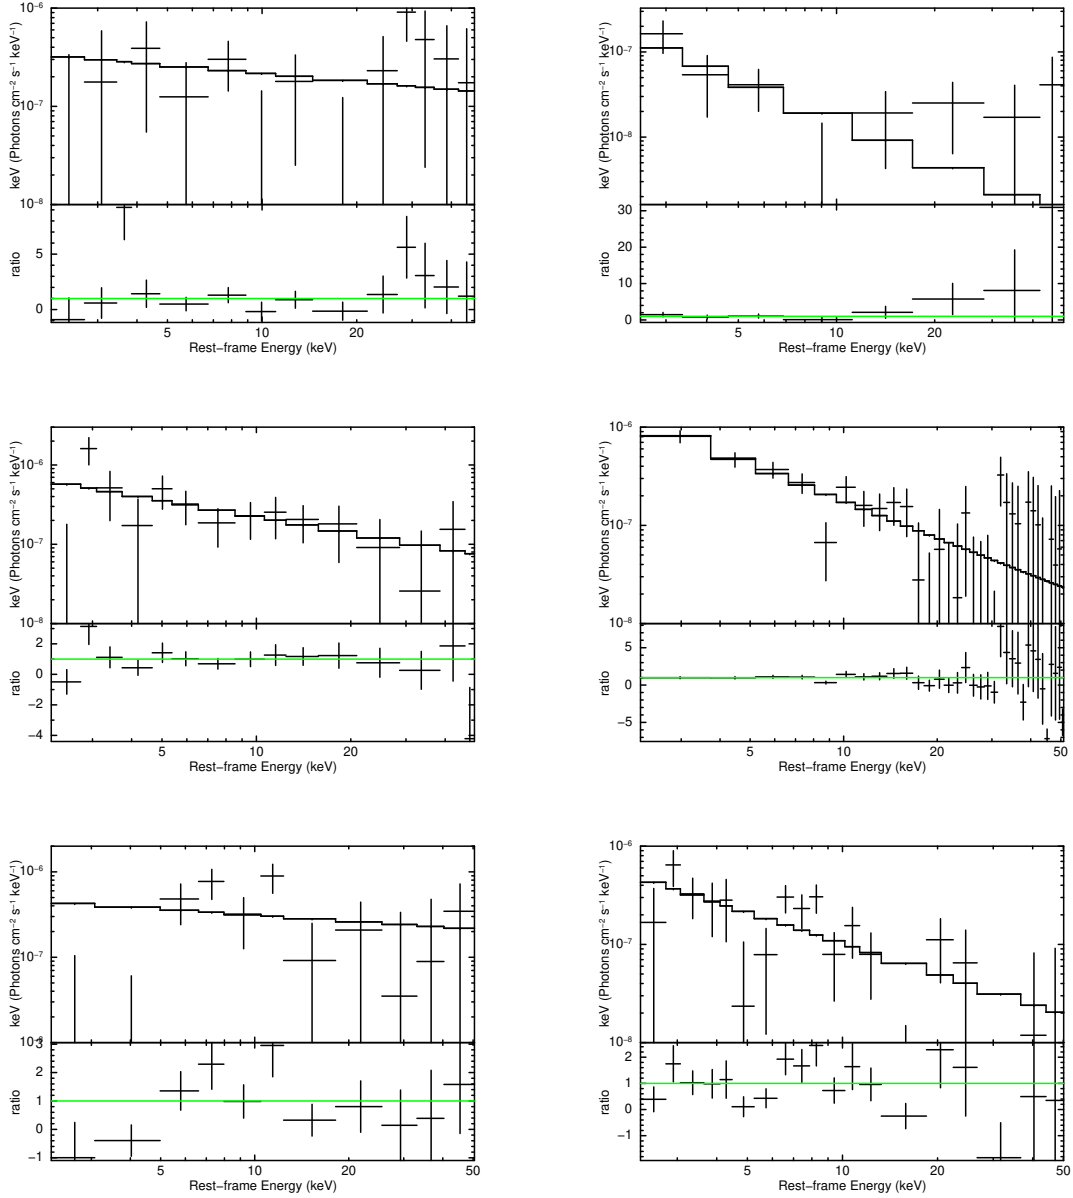 10⁻⁶
10⁻⁷
10⁻⁸
keV (Photons cm⁻² s⁻¹ keV⁻¹)
5
0
ratio
5 10 20
Rest−frame Energy (keV)
10⁻⁷
10⁻⁸
keV (Photons cm⁻² s⁻¹ keV⁻¹)
30
20
10
0
ratio
5 10 20
Rest−frame Energy (keV)
10⁻⁶
10⁻⁷
10⁻⁸
keV (Photons cm⁻² s⁻¹ keV⁻¹)
2
0
−2
−4
ratio
5 10 20
Rest−frame Energy (keV)
10⁻⁶
10⁻⁷
10⁻⁸
keV (Photons cm⁻² s⁻¹ keV⁻¹)
5
0
−5
ratio
5 10 20 50
Rest−frame Energy (keV)
10⁻⁶
10⁻⁷
10⁻⁸
keV (Photons cm⁻² s⁻¹ keV⁻¹)
3
2
1
0
−1
ratio
5 10 20 50
Rest−frame Energy (keV)
10⁻⁶
10⁻⁷
10⁻⁸
keV (Photons cm⁻² s⁻¹ keV⁻¹)
2
1
0
−1
ratio
5 10 20 50
Rest−frame Energy (keV)